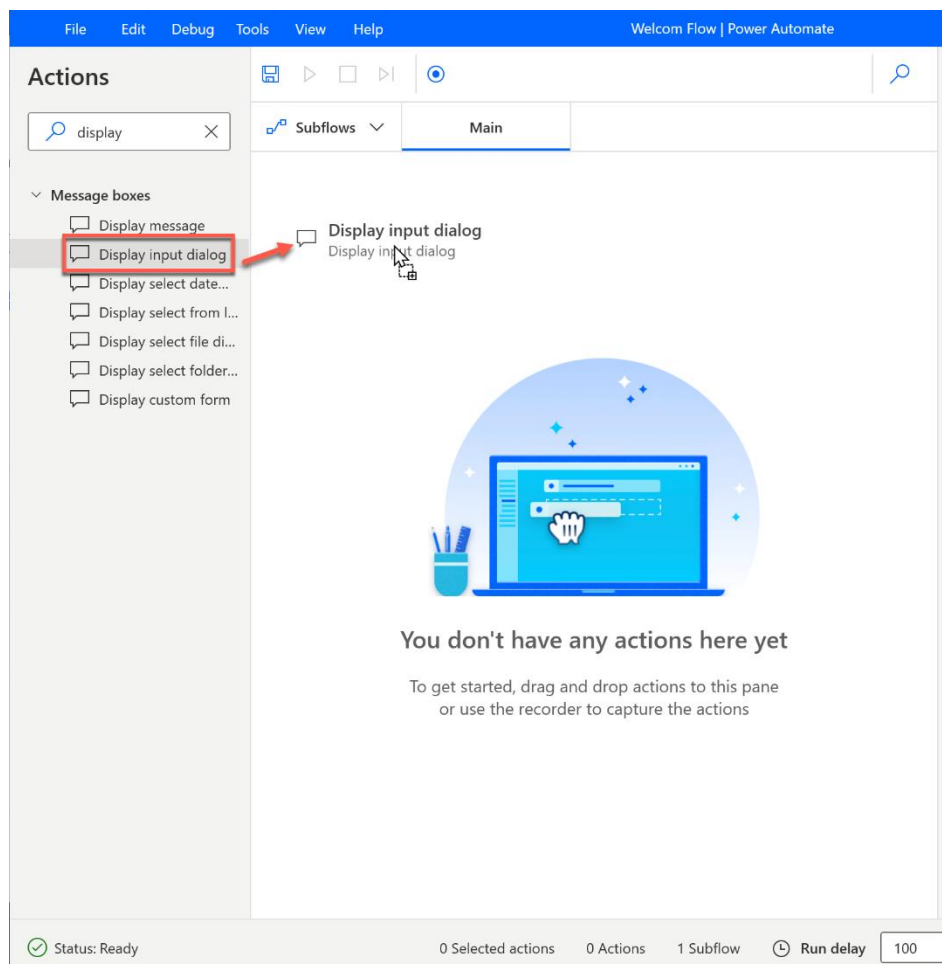 File Edit Debug Tools View Help Welcom Flow | Power Automate
Actions
display
Subflows Main
Message boxes
Display message
Display input dialog
Display select date...
Display select from l...
Display select file di...
Display select folder...
Display custom form
Display input dialog
Display input dialog
You don't have any actions here yet
To get started, drag and drop actions to this pane
or use the recorder to capture the actions
Status: Ready 0 Selected actions 0 Actions 1 Subflow Run delay 100